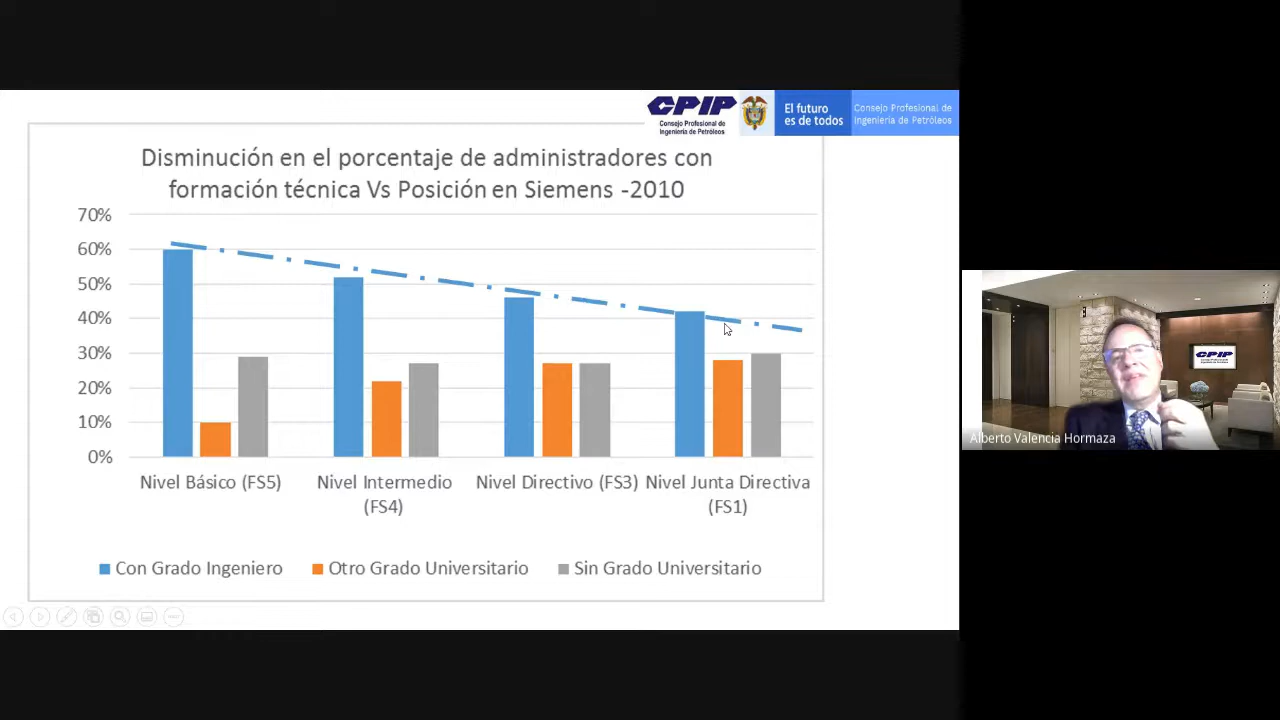 CPIP
Consejo Profesional de
Ingeniería de Petróleos
El futuro
es de todos
Consejo Profesional de
Ingeniería de Petróleos
Disminución en el porcentaje de administradores con
formación técnica Vs Posición en Siemens -2010
70%
60%
50%
40%
30%
20%
10%
0%
Nivel Básico (FS5)
Nivel Intermedio
(FS4)
Nivel Directivo (FS3)
Nivel Junta Directiva
(FS1)
Con Grado Ingeniero
Otro Grado Universitario
Sin Grado Universitario
CPIP
Alberto Valencia Hormaza